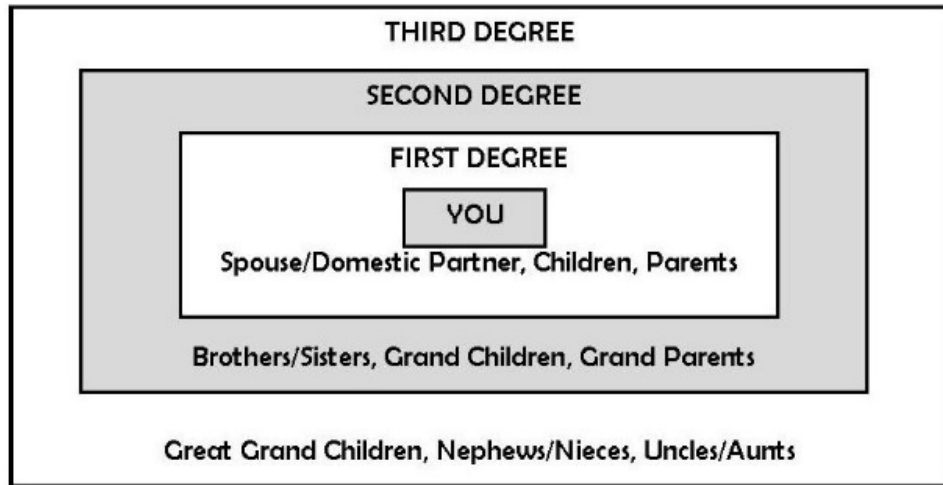 THIRD DEGREE
SECOND DEGREE
FIRST DEGREE
YOU
Spouse/Domestic Partner, Children, Parents
Brothers/Sisters, Grand Children, Grand Parents
Great Grand Children, Nephews/Nieces, Uncles/Aunts